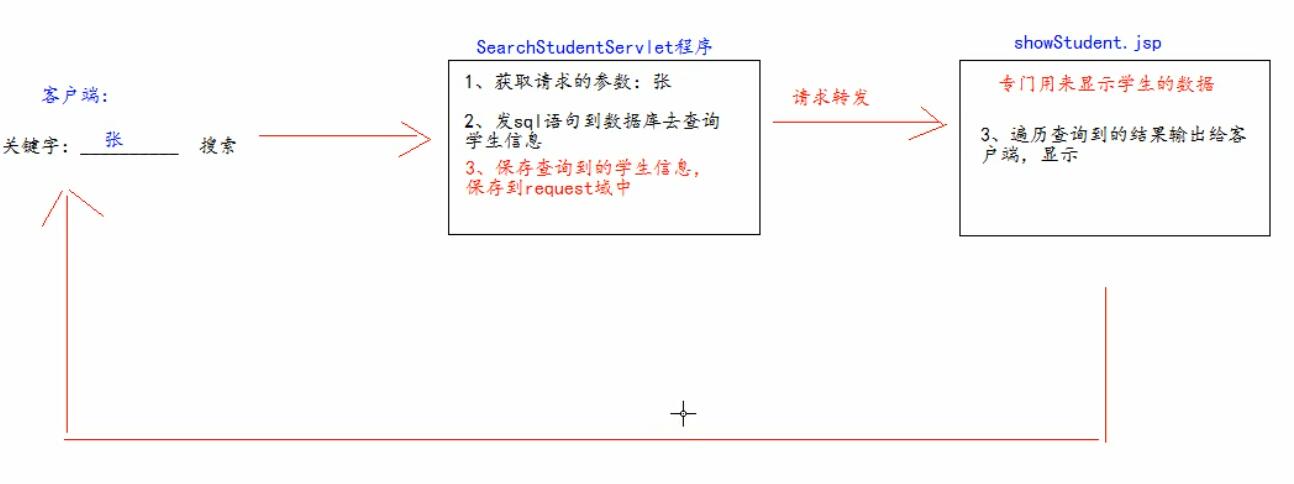 客户端:
关键字: 张 搜索
SearchStudentServlet程序
1、获取请求的参数: 张
2、发sql语句到数据库去查询
学生信息
3、保存查询到的学生信息,
保存到request域中
请求转发
showStudent.jsp
专门用来显示学生的数据
3、遍历查询到的结果输出给客
户端, 显示